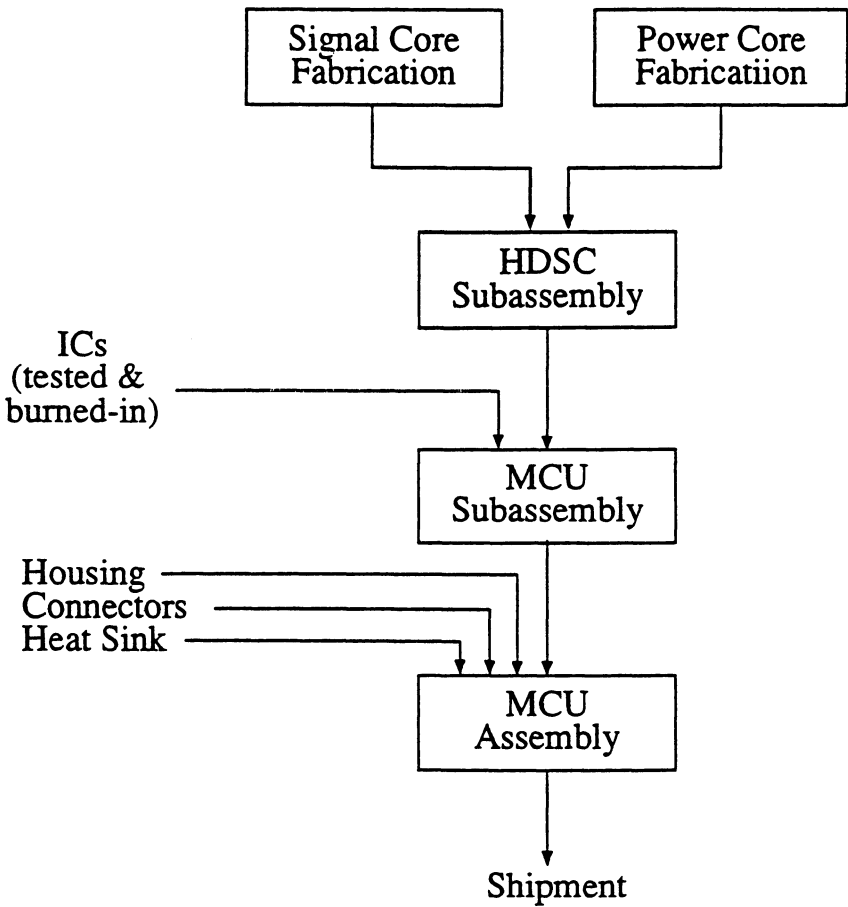 Signal Core
Fabrication
Power Core
Fabricatiion
HDSC
Subassembly
ICs
(tested &
burned-in)
MCU
Subassembly
Housing
Connectors
Heat Sink
MCU
Assembly
Shipment